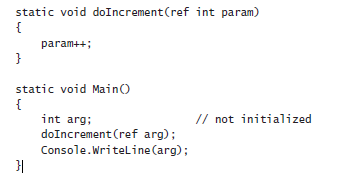 static void doIncrement(ref int param)
{
    param++;
}
static void Main()
{
    int arg;                // not initialized
    doIncrement(ref arg);
    Console.WriteLine(arg);
}